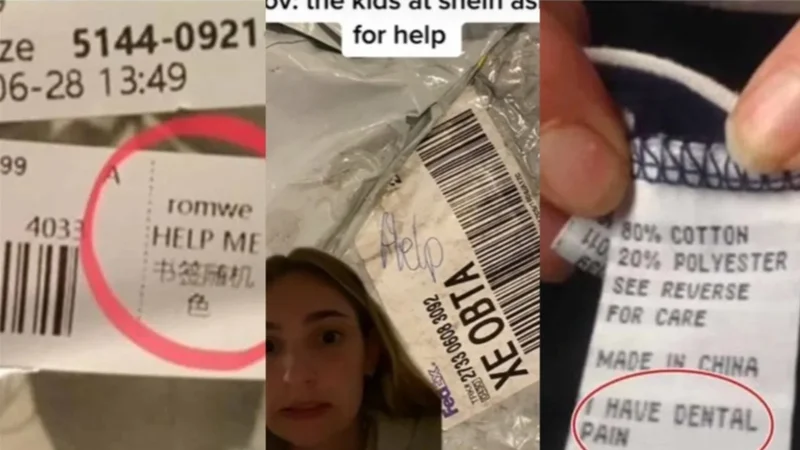 ze 5144-0921
06-28 13:49
99
A
4033
romwe
HELP ME
书签随机
色
ov: the kids at shein as
for help
Help
XE OBTA
2733 0608 3092
FedEx
80% COTTON
20% POLYESTER
SEE REVERSE
FOR CARE
MADE IN CHINA
I HAVE DENTAL
PAIN